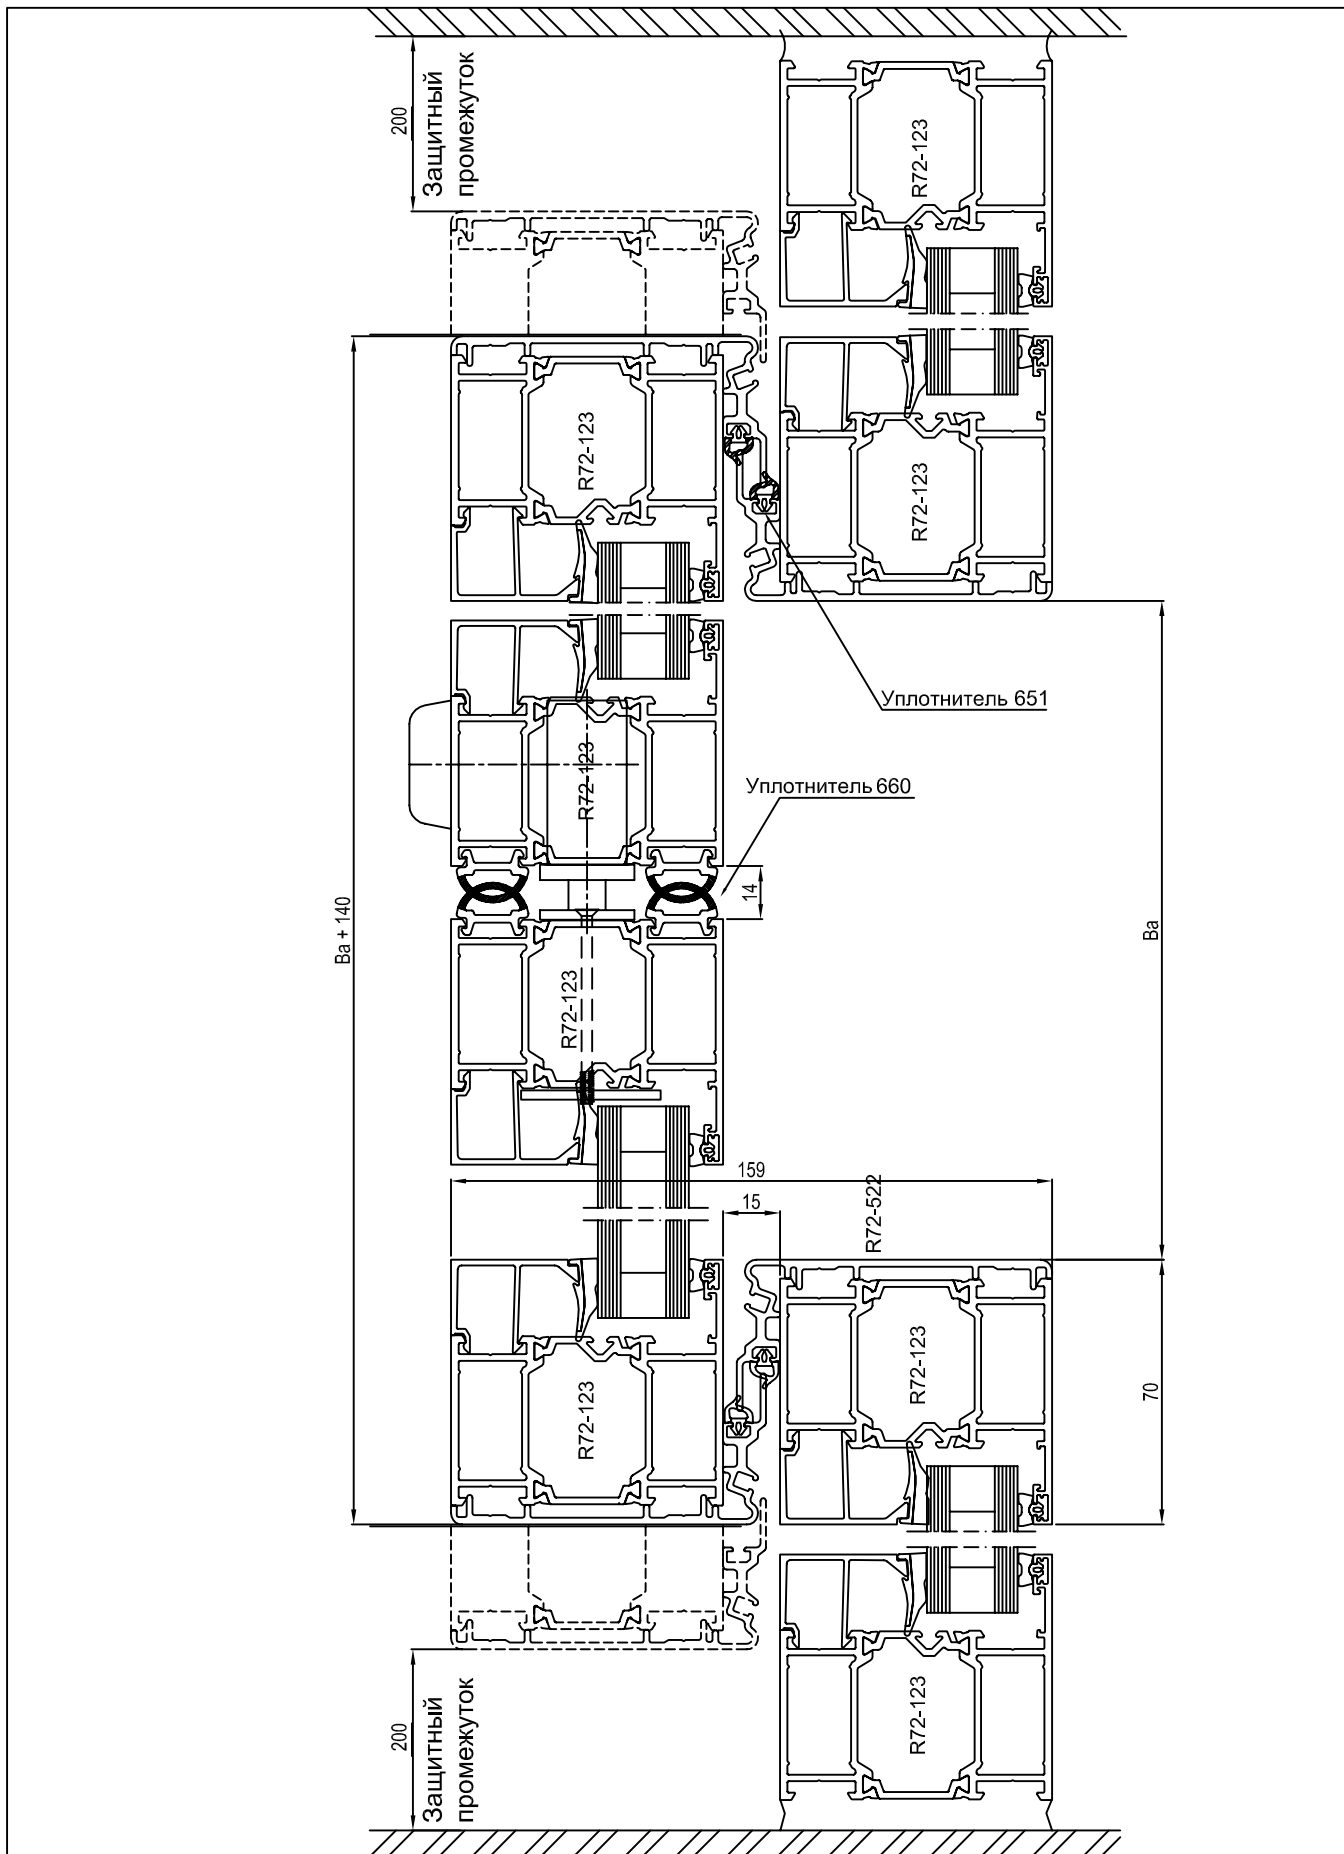 200
Защитный
промежуток
R72-123
R72-123
R72-123
Уплотнитель 651
R72-123
Уплотнитель 660
14
Ba + 140
Ba
R72-123
159
15
R72-522
R72-123
R72-123
70
200
Защитный
промежуток
R72-123